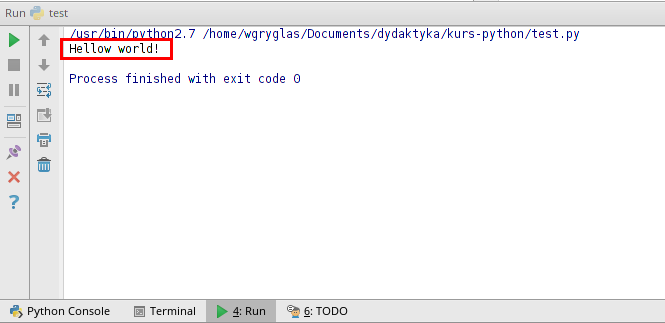 Run test
/usr/bin/python2.7 /home/wgryglas/Documents/dydaktyka/kurs-python/test.py
Hellow world!
Process finished with exit code 0
?
Python Console Terminal 4: Run 6: TODO